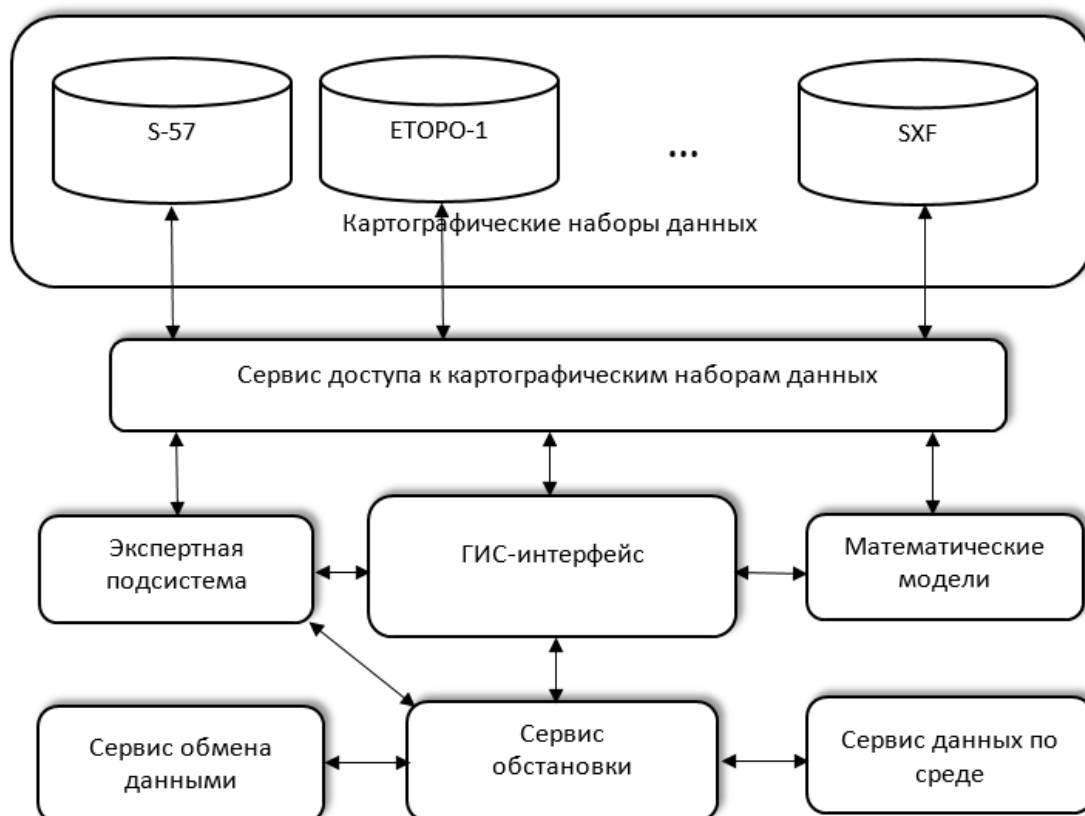 S-57
ETOPO-1
...
SXF
Картографические наборы данных
Сервис доступа к картографическим наборам данных
Экспертная
подсистема
ГИС-интерфейс
Математические
модели
Сервис обмена
данными
Сервис
обстановки
Сервис данных по
среде